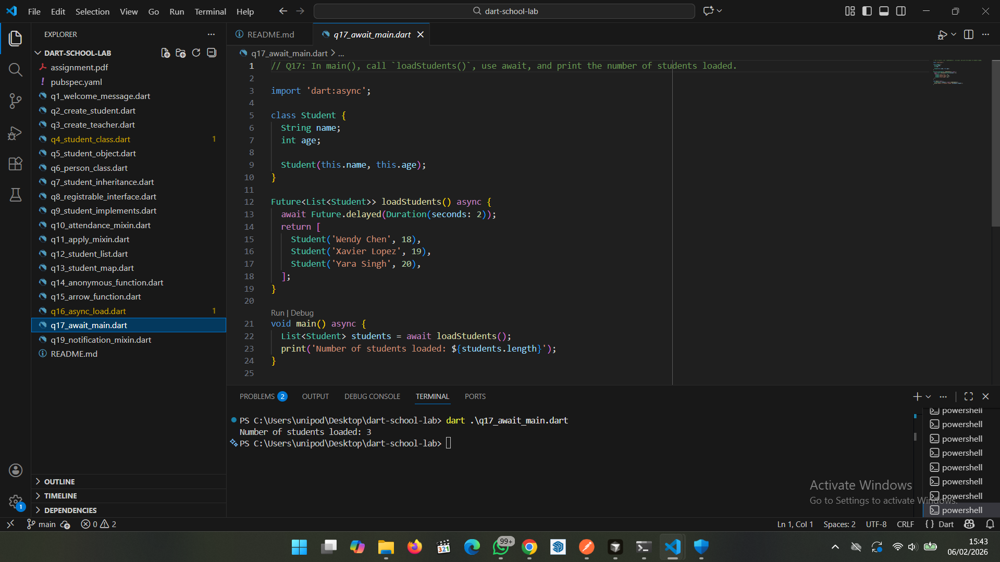 File Edit Selection View Go Run Terminal Help
dart-school-lab
EXPLORER
DART-SCHOOL-LAB
assignment.pdf
pubspec.yaml
q1_welcome_message.dart
q2_create_student.dart
q3_create_teacher.dart
q4_student_class.dart 1
q5_student_object.dart
q6_person_class.dart
q7_student_inheritance.dart
q8_registrable_interface.dart
q9_student_implements.dart
q10_attendance_mixin.dart
q11_apply_mixin.dart
q12_student_list.dart
q13_student_map.dart
q14_anonymous_function.dart
q15_arrow_function.dart
q16_async_load.dart 1
q17_await_main.dart
q19_notification_mixin.dart
README.md
OUTLINE
TIMELINE
DEPENDENCIES
README.md
q17_await_main.dart
q17_await_main.dart > ...
1 // Q17: In main(), call `loadStudents()`, use await, and print the number of students loaded.
2
3 import 'dart:async';
4
5 class Student {
6 String name;
7 int age;
8
9 Student(this.name, this.age);
10 }
11
12 Future<List<Student>> loadStudents() async {
13 await Future.delayed(Duration(seconds: 2));
14 return [
15 Student('Wendy Chen', 18),
16 Student('Xavier Lopez', 19),
17 Student('Yara Singh', 20),
18 ];
19 }
20
Run | Debug
21 void main() async {
22 List<Student> students = await loadStudents();
23 print('Number of students loaded: ${students.length}');
24 }
25
PROBLEMS 2 OUTPUT DEBUG CONSOLE TERMINAL PORTS
PS C:\Users\unipod\Desktop\dart-school-lab> dart .\q17_await_main.dart
Number of students loaded: 3
PS C:\Users\unipod\Desktop\dart-school-lab>
powershell
powershell
powershell
powershell
powershell
powershell
powershell
powershell
Activate Windows
Go to Settings to activate Windows.
1
main 0 2
Ln 1, Col 1 Spaces: 2 UTF-8 CRLF {} Dart
321
99+
15:43
06/02/2026